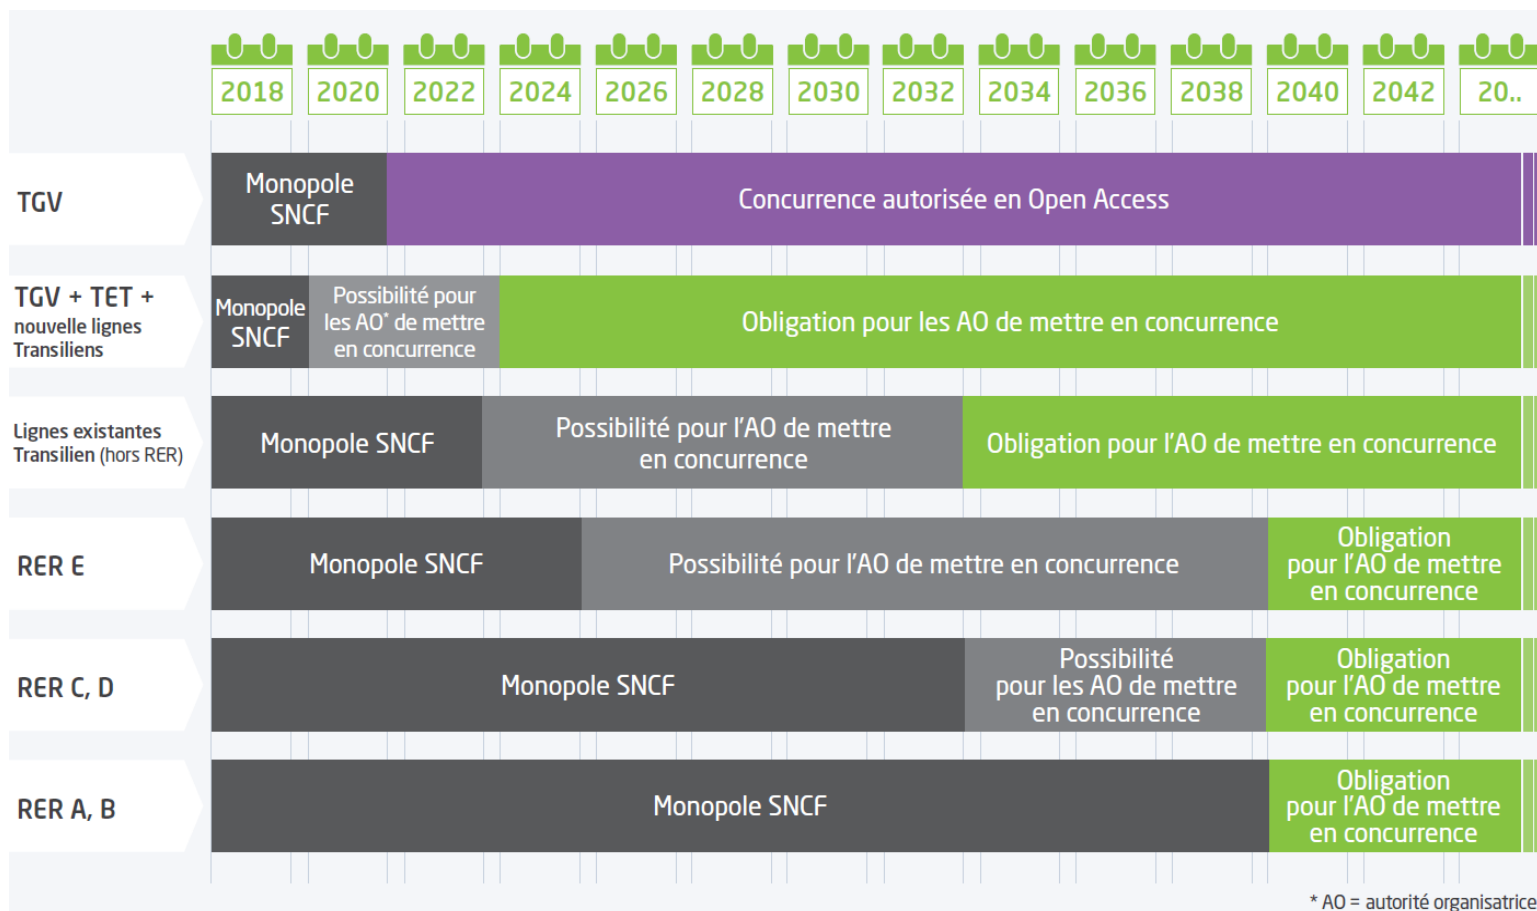 2018 2020 2022 2024 2026 2028 2030 2032 2034 2036 2038 2040 2042 20..
TGV
Monopole
SNCF
Concurrence autorisée en Open Access
TGV + TET +
nouvelle lignes
Transiliens
Monopole
SNCF
Possibilité pour
les AO* de mettre
en concurrence
Obligation pour les AO de mettre en concurrence
Lignes existantes
Transilien (hors RER)
Monopole SNCF
Possibilité pour l'AO de mettre
en concurrence
Obligation pour l'AO de mettre en concurrence
RER E
Monopole SNCF
Possibilité pour l'AO de mettre en concurrence
Obligation
pour l'AO de mettre
en concurrence
RER C, D
Monopole SNCF
Possibilité
pour les AO de mettre
en concurrence
Obligation
pour l'AO de mettre
en concurrence
RER A, B
Monopole SNCF
Obligation
pour l'AO de mettre
en concurrence
* AO = autorité organisatrice